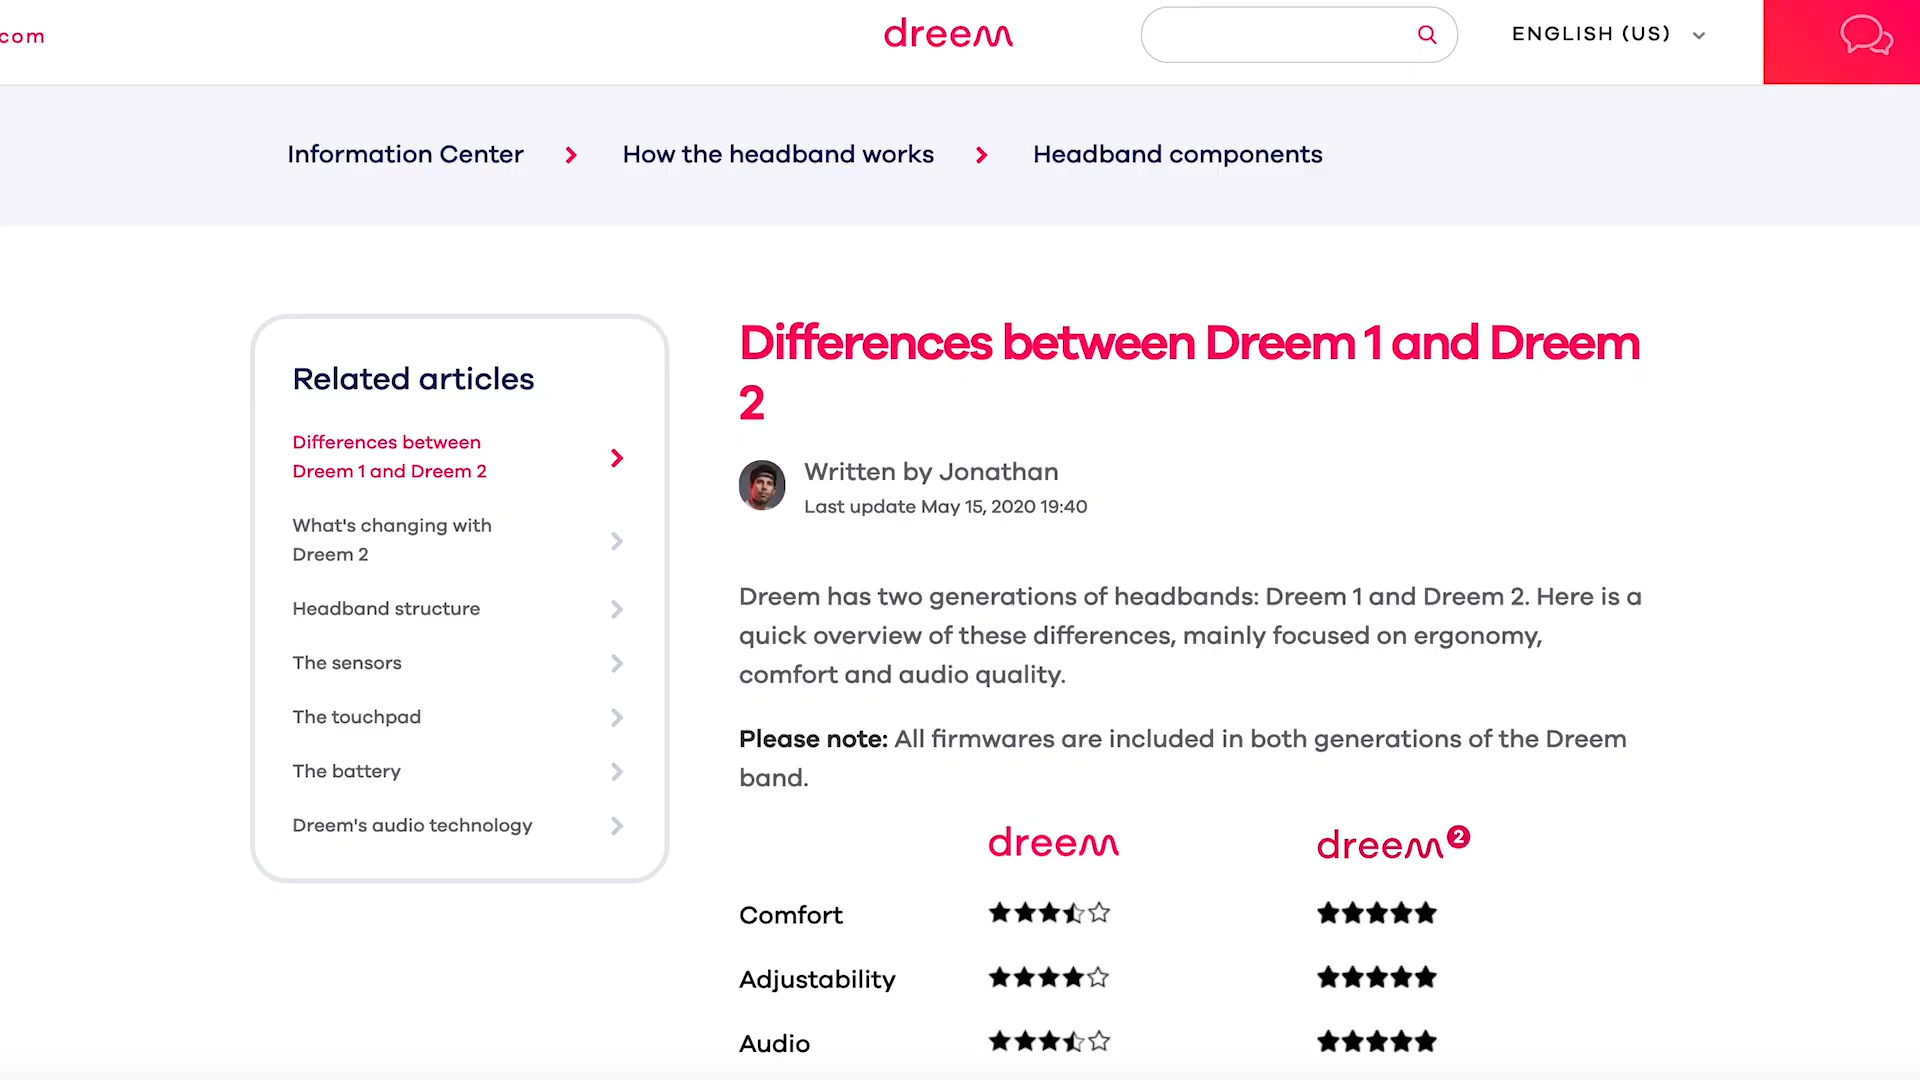 com
dreem
ENGLISH (US)
Information Center
How the headband works
Headband components
Related articles
Differences between
Dreem 1 and Dreem 2
What's changing with
Dreem 2
Headband structure
The sensors
The touchpad
The battery
Dreem's audio technology
Differences between Dreem 1 and Dreem
2
Written by Jonathan
Last update May 15, 2020 19:40
Dreem has two generations of headbands: Dreem 1 and Dreem 2. Here is a
quick overview of these differences, mainly focused on ergonomy,
comfort and audio quality.
Please note: All firmwares are included in both generations of the Dreem
band.
dreem
dreem 2
Comfort
Adjustability
Audio